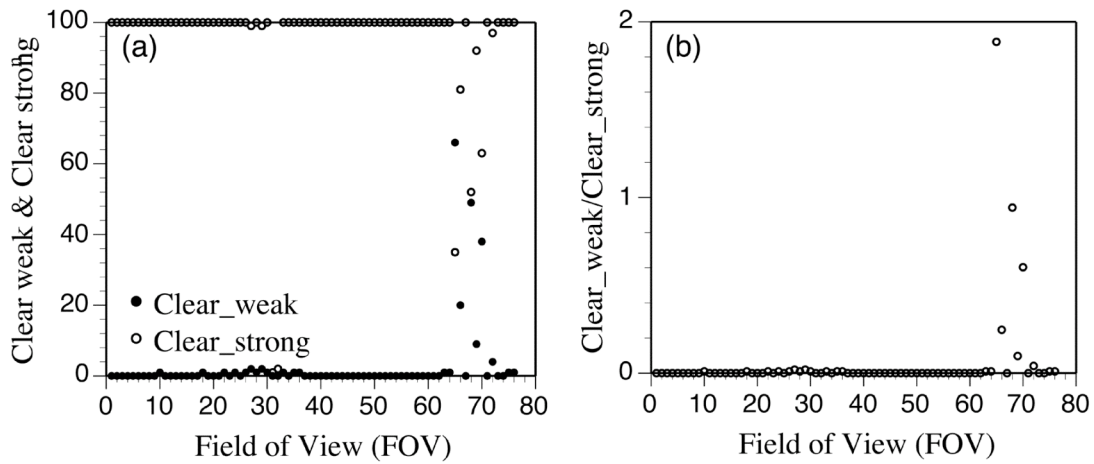 Clear weak & Clear strong
100
80
60
40
20
0
(a)
Clear_weak
Clear_strong
0 10 20 30 40 50 60 70 80
Field of View (FOV)
Clear_weak/Clear_strong
2
1
0
(b)
0 10 20 30 40 50 60 70 80
Field of View (FOV)